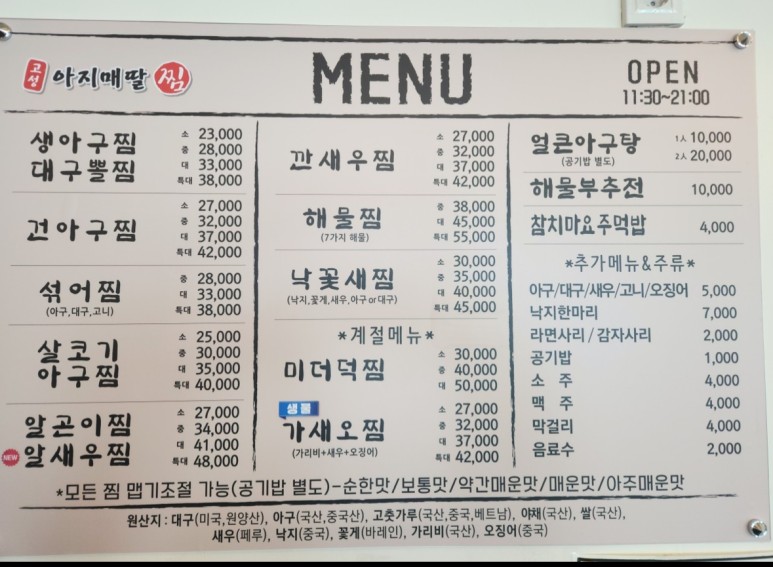 고성 아지매딸 찜
MENU
OPEN
11:30~21:00
생아구찜
대구뽈찜
소 23,000
중 28,000
대 33,000
특대 38,000
건아구찜
소 27,000
중 32,000
대 37,000
특대 42,000
섞어찜
(아구,대구,고니)
중 28,000
대 33,000
특대 38,000
살코기
아구찜
소 25,000
중 30,000
대 35,000
특대 40,000
알곤이찜
NEW 알새우찜
소 27,000
중 34,000
대 41,000
특대 48,000
깐새우찜
소 27,000
중 32,000
대 37,000
특대 42,000
해물찜
(7가지 해물)
중 38,000
대 45,000
특대 55,000
낙꽃새찜
(낙지,꽃게,새우,아구 or 대구)
소 30,000
중 35,000
대 40,000
특대 45,000
*계절메뉴*
미더덕찜
소 30,000
중 40,000
대 50,000
생물
가새오찜
(가리비+새우+오징어)
소 27,000
중 32,000
대 37,000
특대 42,000
얼큰아구탕
(공기밥 별도)
1人 10,000
2人 20,000
해물부추전 10,000
참치마요주먹밥 4,000
*추가메뉴&주류*
아구/대구/새우/고니/오징어 5,000
낙지한마리 7,000
라면사리/감자사리 2,000
공기밥 1,000
소 주 4,000
맥 주 4,000
막걸리 4,000
음료수 2,000
*모든 찜 맵기조절 가능(공기밥 별도)-순한맛/보통맛/약간매운맛/매운맛/아주매운맛
원산지 : 대구(미국,원양산), 아구(국산,중국산), 고춧가루(국산,중국,베트남), 야채(국산), 쌀(국산),
새우(페루), 낙지(중국), 꽃게(바레인), 가리비(국산), 오징어(중국)